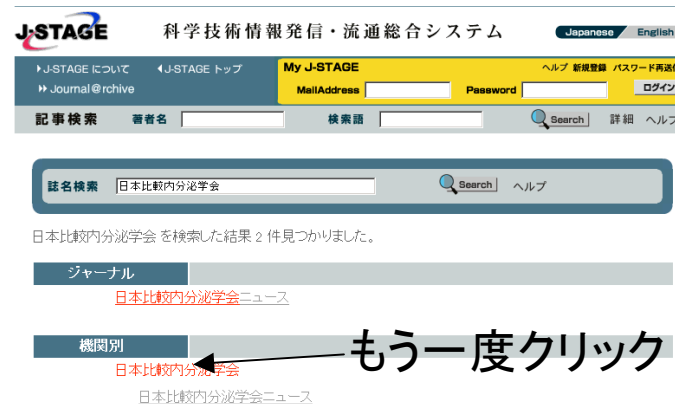 J-STAGE 科学技術情報発信・流通総合システム Japanese English
J-STAGE について J-STAGE トップ My J-STAGE ヘルプ 新規登録 パスワード再送
Journal@rchive MailAddress Password ログイン
記事検索 著者名 検索語 Search 詳細 ヘルプ
誌名検索 日本比較内分泌学会 Search ヘルプ
日本比較内分泌学会 を検索した結果 2 件見つかりました。
ジャーナル
日本比較内分泌学会ニュース
機関別
もう一度クリック
日本比較内分泌学会
日本比較内分泌学会ニュース